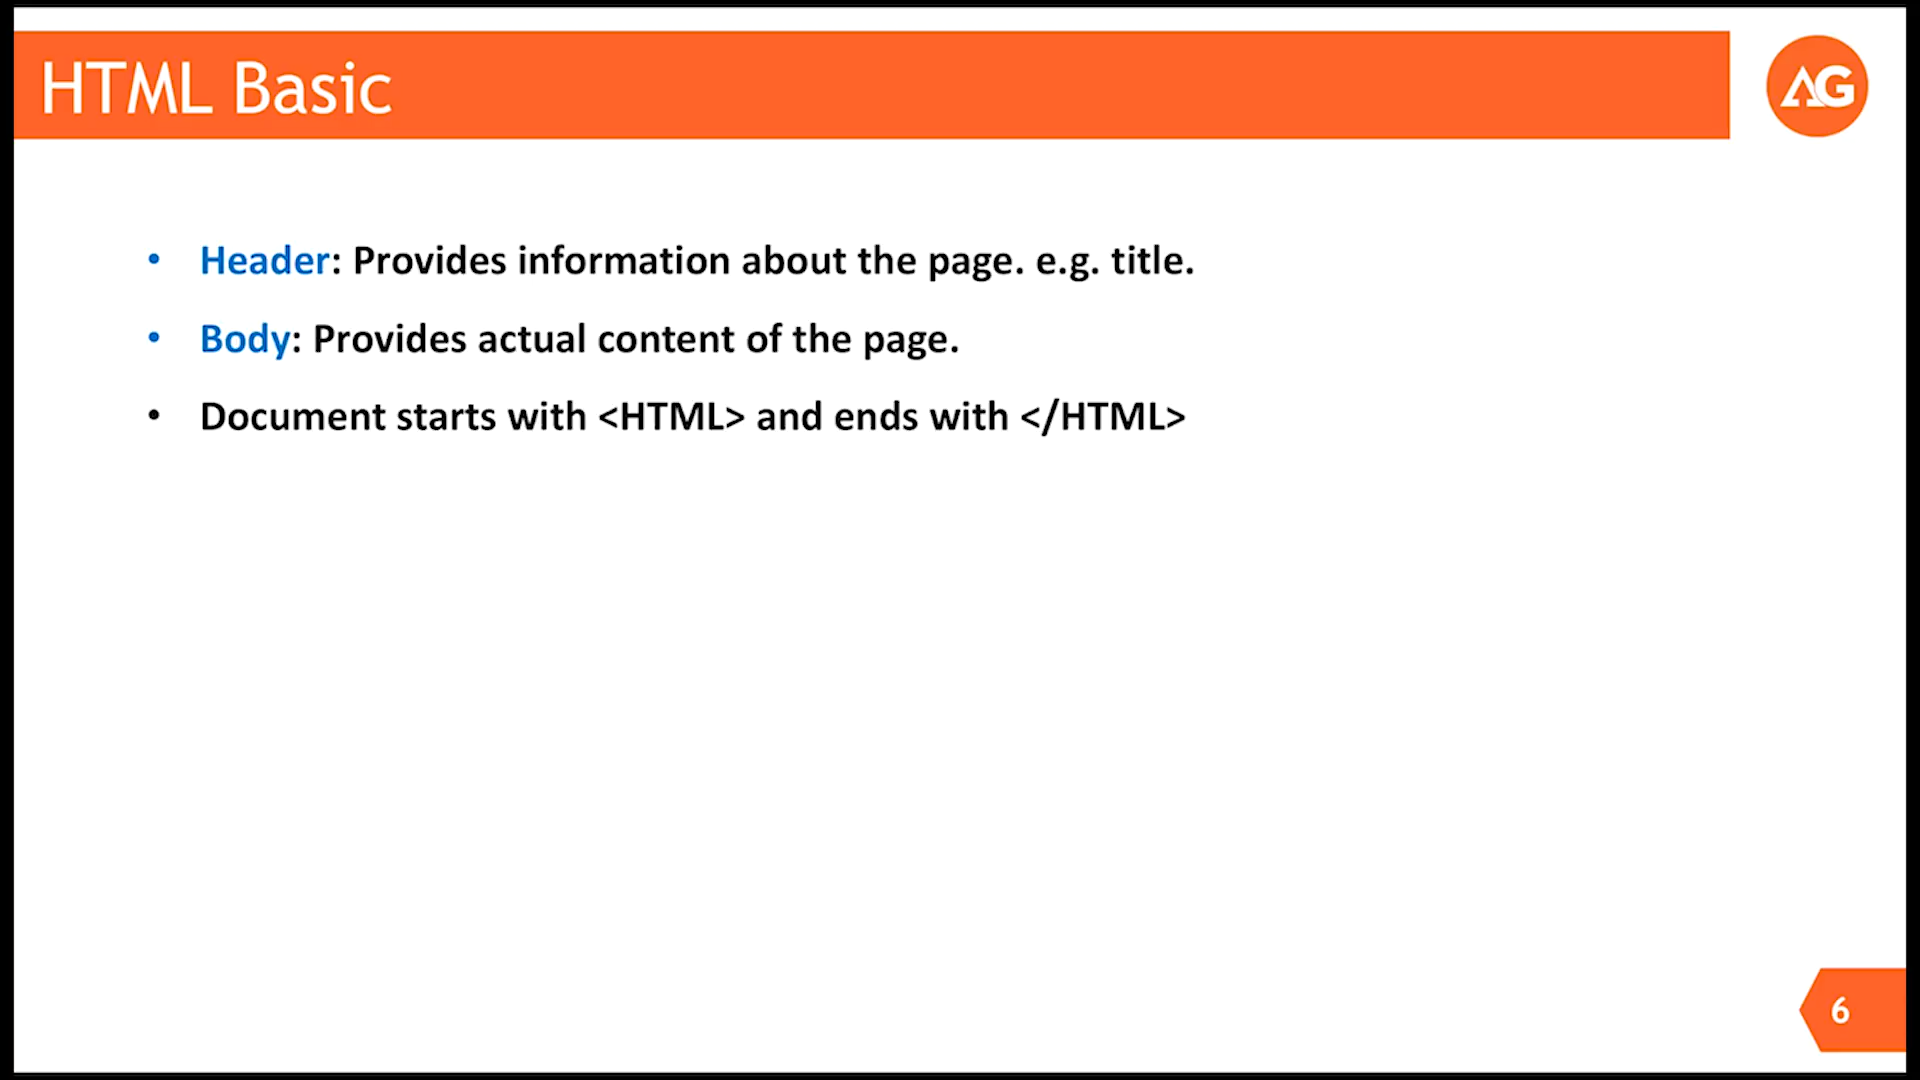 HTML Basic
AG
• Header: Provides information about the page. e.g. title.
• Body: Provides actual content of the page.
• Document starts with <HTML> and ends with </HTML>
6